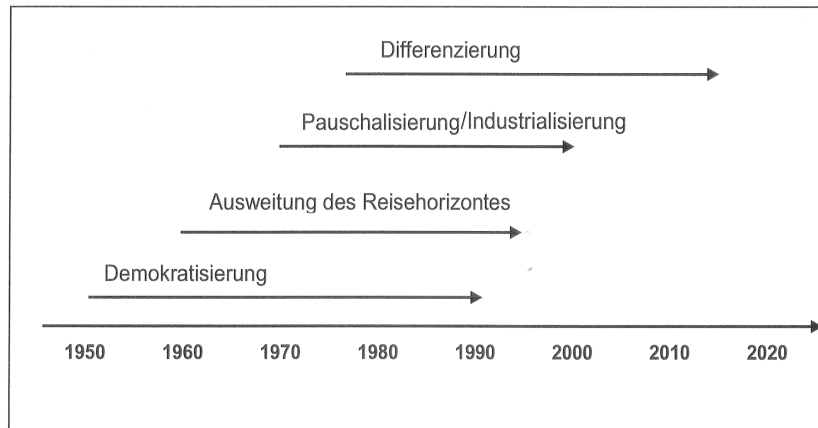 Differenzierung
Pauschalisierung/Industrialisierung
Ausweitung des Reisehorizontes
Demokratisierung
1950 1960 1970 1980 1990 2000 2010 2020